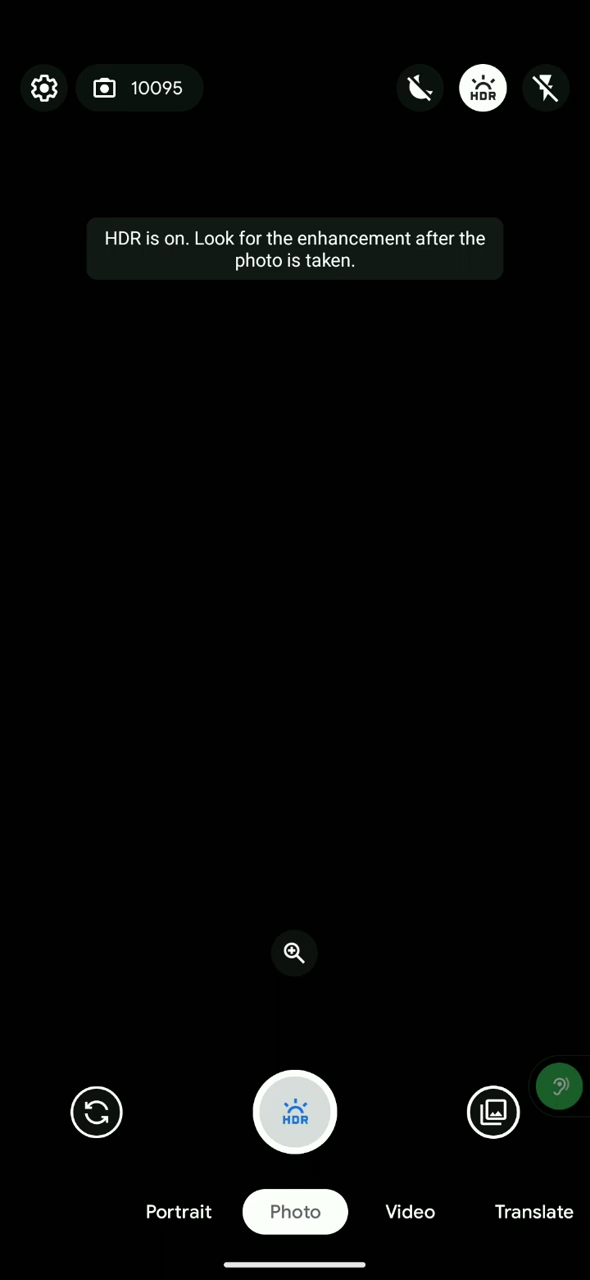 10095
HDR
HDR is on. Look for the enhancement after the
photo is taken.
HDR
Portrait
Photo
Video
Translate